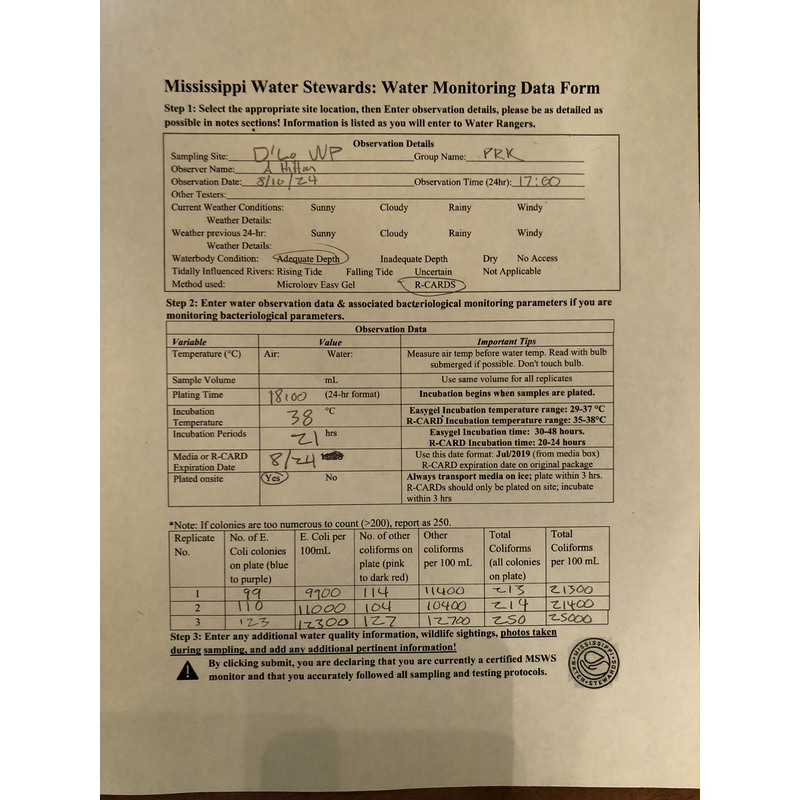 Mississippi Water Stewards: Water Monitoring Data Form
Step 1: Select the appropriate site location, then Enter observation details, please be as detailed as
possible in notes sections! Information is listed as you will enter to Water Rangers.
Observation Details
Sampling Site: D'Lo WP Group Name: PRK
Observer Name: A Hilton
Observation Date: 8/10/24 Observation Time (24hr): 17:00
Other Testers:
Current Weather Conditions: Sunny Cloudy Rainy Windy
Weather Details:
Weather previous 24-hr: Sunny Cloudy Rainy Windy
Weather Details:
Waterbody Condition: Adequate Depth Inadequate Depth Dry No Access
Tidally Influenced Rivers: Rising Tide Falling Tide Uncertain Not Applicable
Method used: Micrology Easy Gel R-CARDS
Step 2: Enter water observation data & associated bacteriological monitoring parameters if you are
monitoring bacteriological parameters.
Observation Data
Variable Value Important Tips
Temperature (°C) Air: Water: Measure air temp before water temp. Read with bulb
submerged if possible. Don't touch bulb.
Sample Volume mL Use same volume for all replicates
Plating Time 18:00 (24-hr format) Incubation begins when samples are plated.
Incubation 38 °C Easygel Incubation temperature range: 29-37 °C
Temperature R-CARD Incubation temperature range: 35-38°C
Incubation Periods 21 hrs Easygel Incubation time: 30-48 hours.
R-CARD Incubation time: 20-24 hours
Media or R-CARD 8/24 Use this date format: Jul/2019 (from media box)
Expiration Date R-CARD expiration date on original package
Plated onsite Yes No Always transport media on ice; plate within 3 hrs.
R-CARDs should only be plated on site; incubate
within 3 hrs
*Note: If colonies are too numerous to count (>200), report as 250.
Replicate No. of E. E. Coli per No. of other Other Total Total
No. Coli colonies 100mL coliforms on coliforms Coliforms Coliforms
on plate (blue plate (pink per 100 mL (all colonies per 100 mL
to purple) to dark red) on plate)
1 99 9900 114 11400 213 21300
2 110 11000 104 10400 214 21400
3 123 12300 127 12700 250 25000
Step 3: Enter any additional water quality information, wildlife sightings, photos taken
during sampling, and add any additional pertinent information!
By clicking submit, you are declaring that you are currently a certified MSWS
monitor and that you accurately followed all sampling and testing protocols.
MISSISSIPPI
WATER STEWARDS